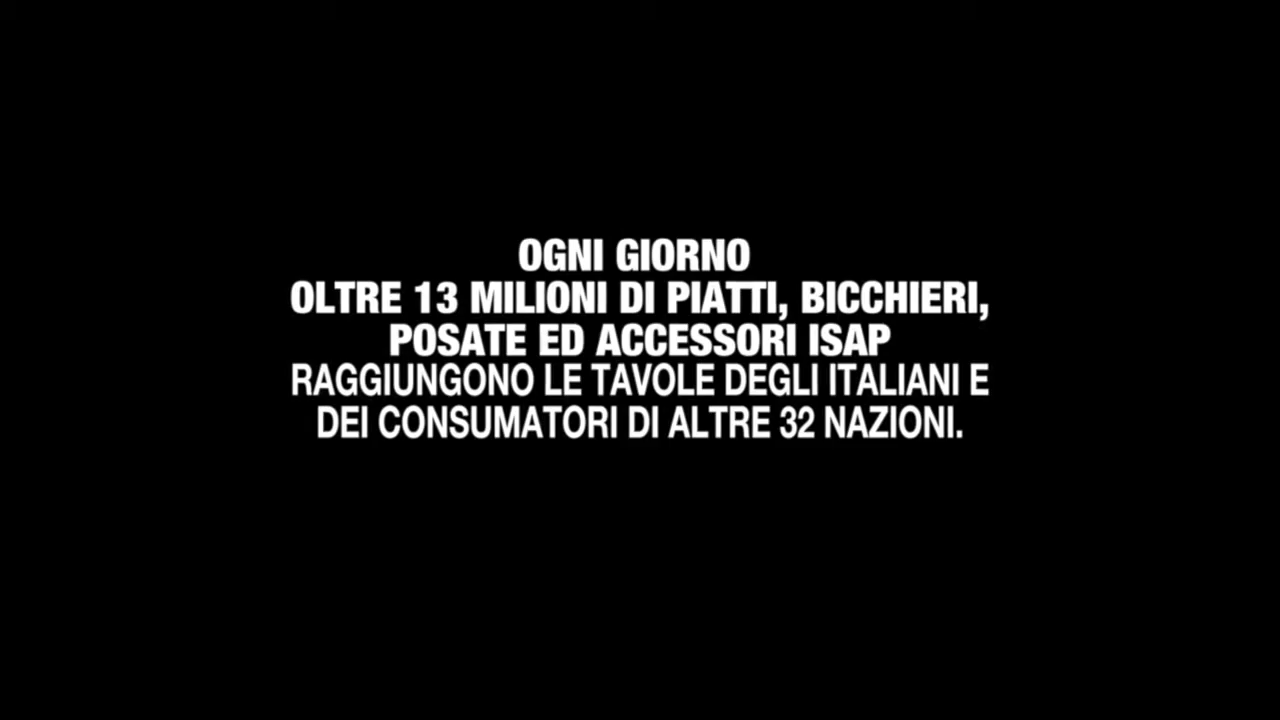 OGNI GIORNO
OLTRE 13 MILIONI DI PIATTI, BICCHIERI,
POSATE ED ACCESSORI ISAP
RAGGIUNGONO LE TAVOLE DEGLI ITALIANI E
DEI CONSUMATORI DI ALTRE 32 NAZIONI.